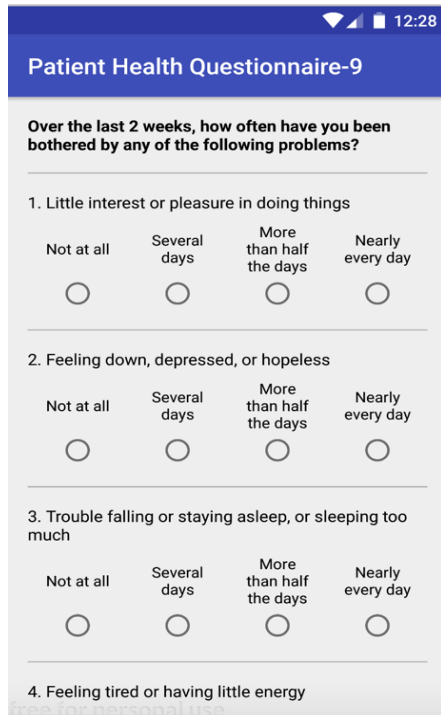 12:28
Patient Health Questionnaire-9
Over the last 2 weeks, how often have you been
bothered by any of the following problems?
1. Little interest or pleasure in doing things
Not at all
Several
days
More
than half
the days
Nearly
every day
2. Feeling down, depressed, or hopeless
Not at all
Several
days
More
than half
the days
Nearly
every day
3. Trouble falling or staying asleep, or sleeping too
much
Not at all
Several
days
More
than half
the days
Nearly
every day
4. Feeling tired or having little energy
free for personal use